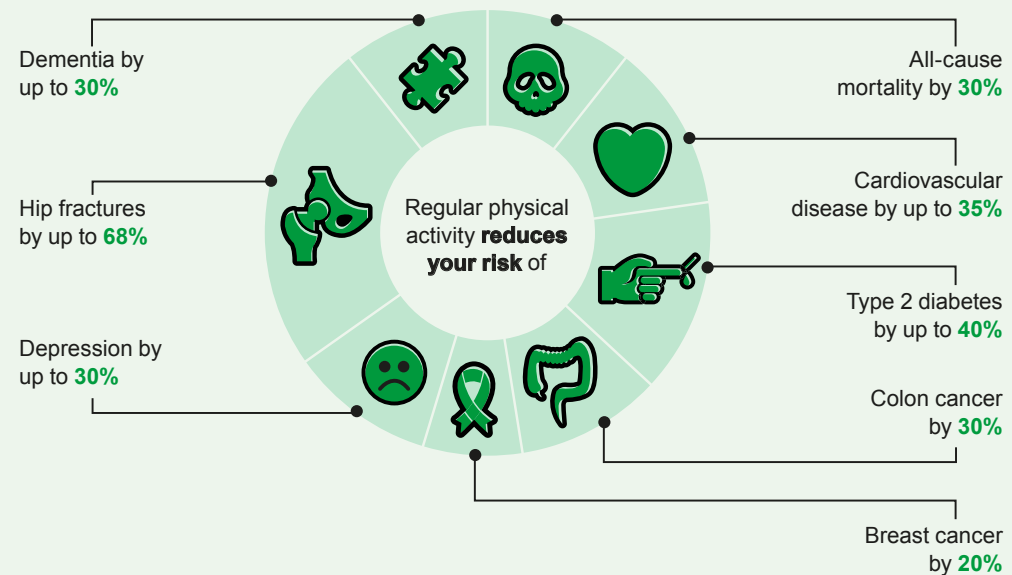 Dementia by
up to 30%
All-cause
mortality by 30%
Hip fractures
by up to 68%
Regular physical
activity reduces
your risk of
Cardiovascular
disease by up to 35%
Type 2 diabetes
by up to 40%
Depression by
up to 30%
Colon cancer
by 30%
Breast cancer
by 20%